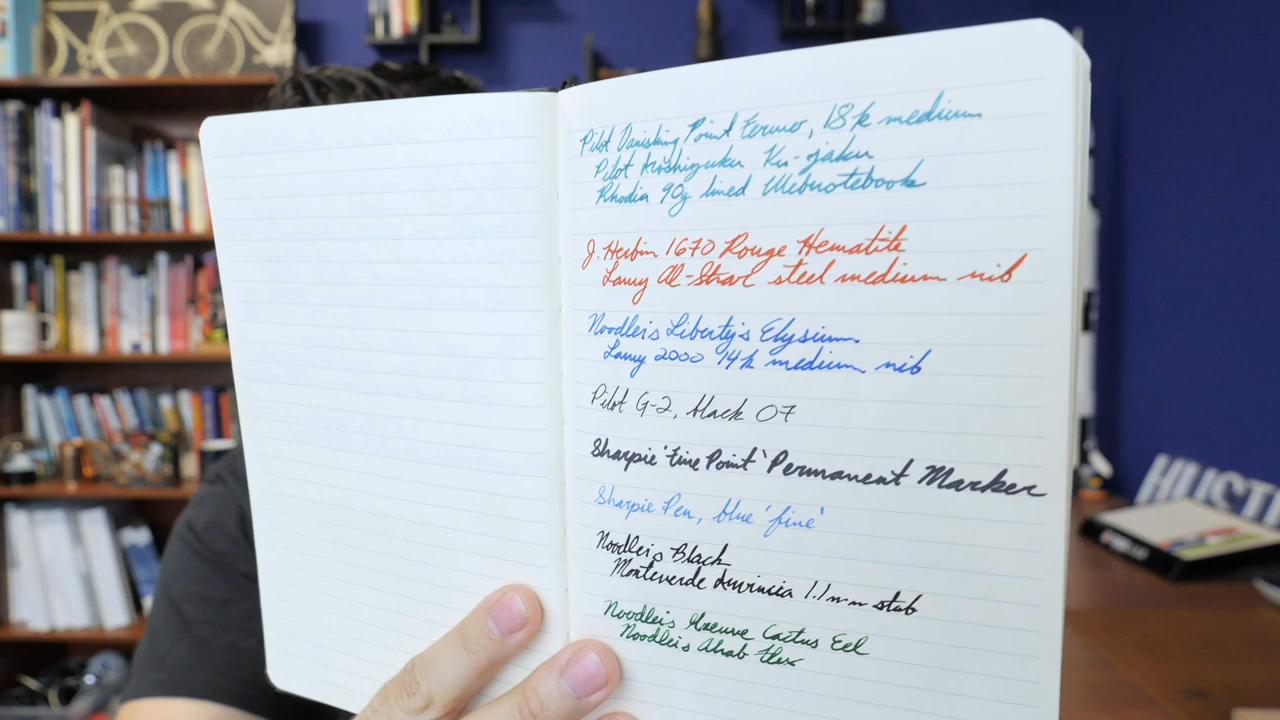 Pilot Vanishing Point Fermo, 18k medium
Pilot Iroshizuku Ku-jaku
Rhodia 90g lined Webnotebook
J. Herbin 1670 Rouge Hematite
Lamy Al-Star steel medium nib
Noodler's Liberty's Elysium
Lamy 2000 14k medium nib
Pilot G-2, black 07
Sharpie 'Fine Point' Permanent Marker
Sharpie Pen, blue 'fine'
Noodler's Black
Monteverde Invincia 1.1mm stub
Noodler's Gruene Cactus Eel
Noodler's Ahab Flex